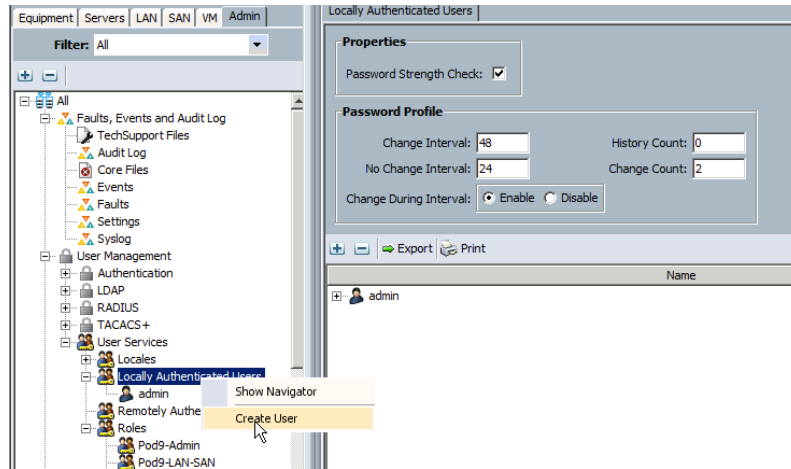 Equipment Servers LAN SAN VM Admin
Filter: All
All
Faults, Events and Audit Log
TechSupport Files
Audit Log
Core Files
Events
Faults
Settings
Syslog
User Management
Authentication
LDAP
RADIUS
TACACS+
User Services
Locales
Locally Authenticated Users
admin
Remotely Authe
Roles
Pod9-Admin
Pod9-LAN-SAN
Show Navigator
Create User
Locally Authenticated Users
Properties
Password Strength Check:
Password Profile
Change Interval: 48 History Count: 0
No Change Interval: 24 Change Count: 2
Change During Interval: Enable Disable
Export Print
Name
admin